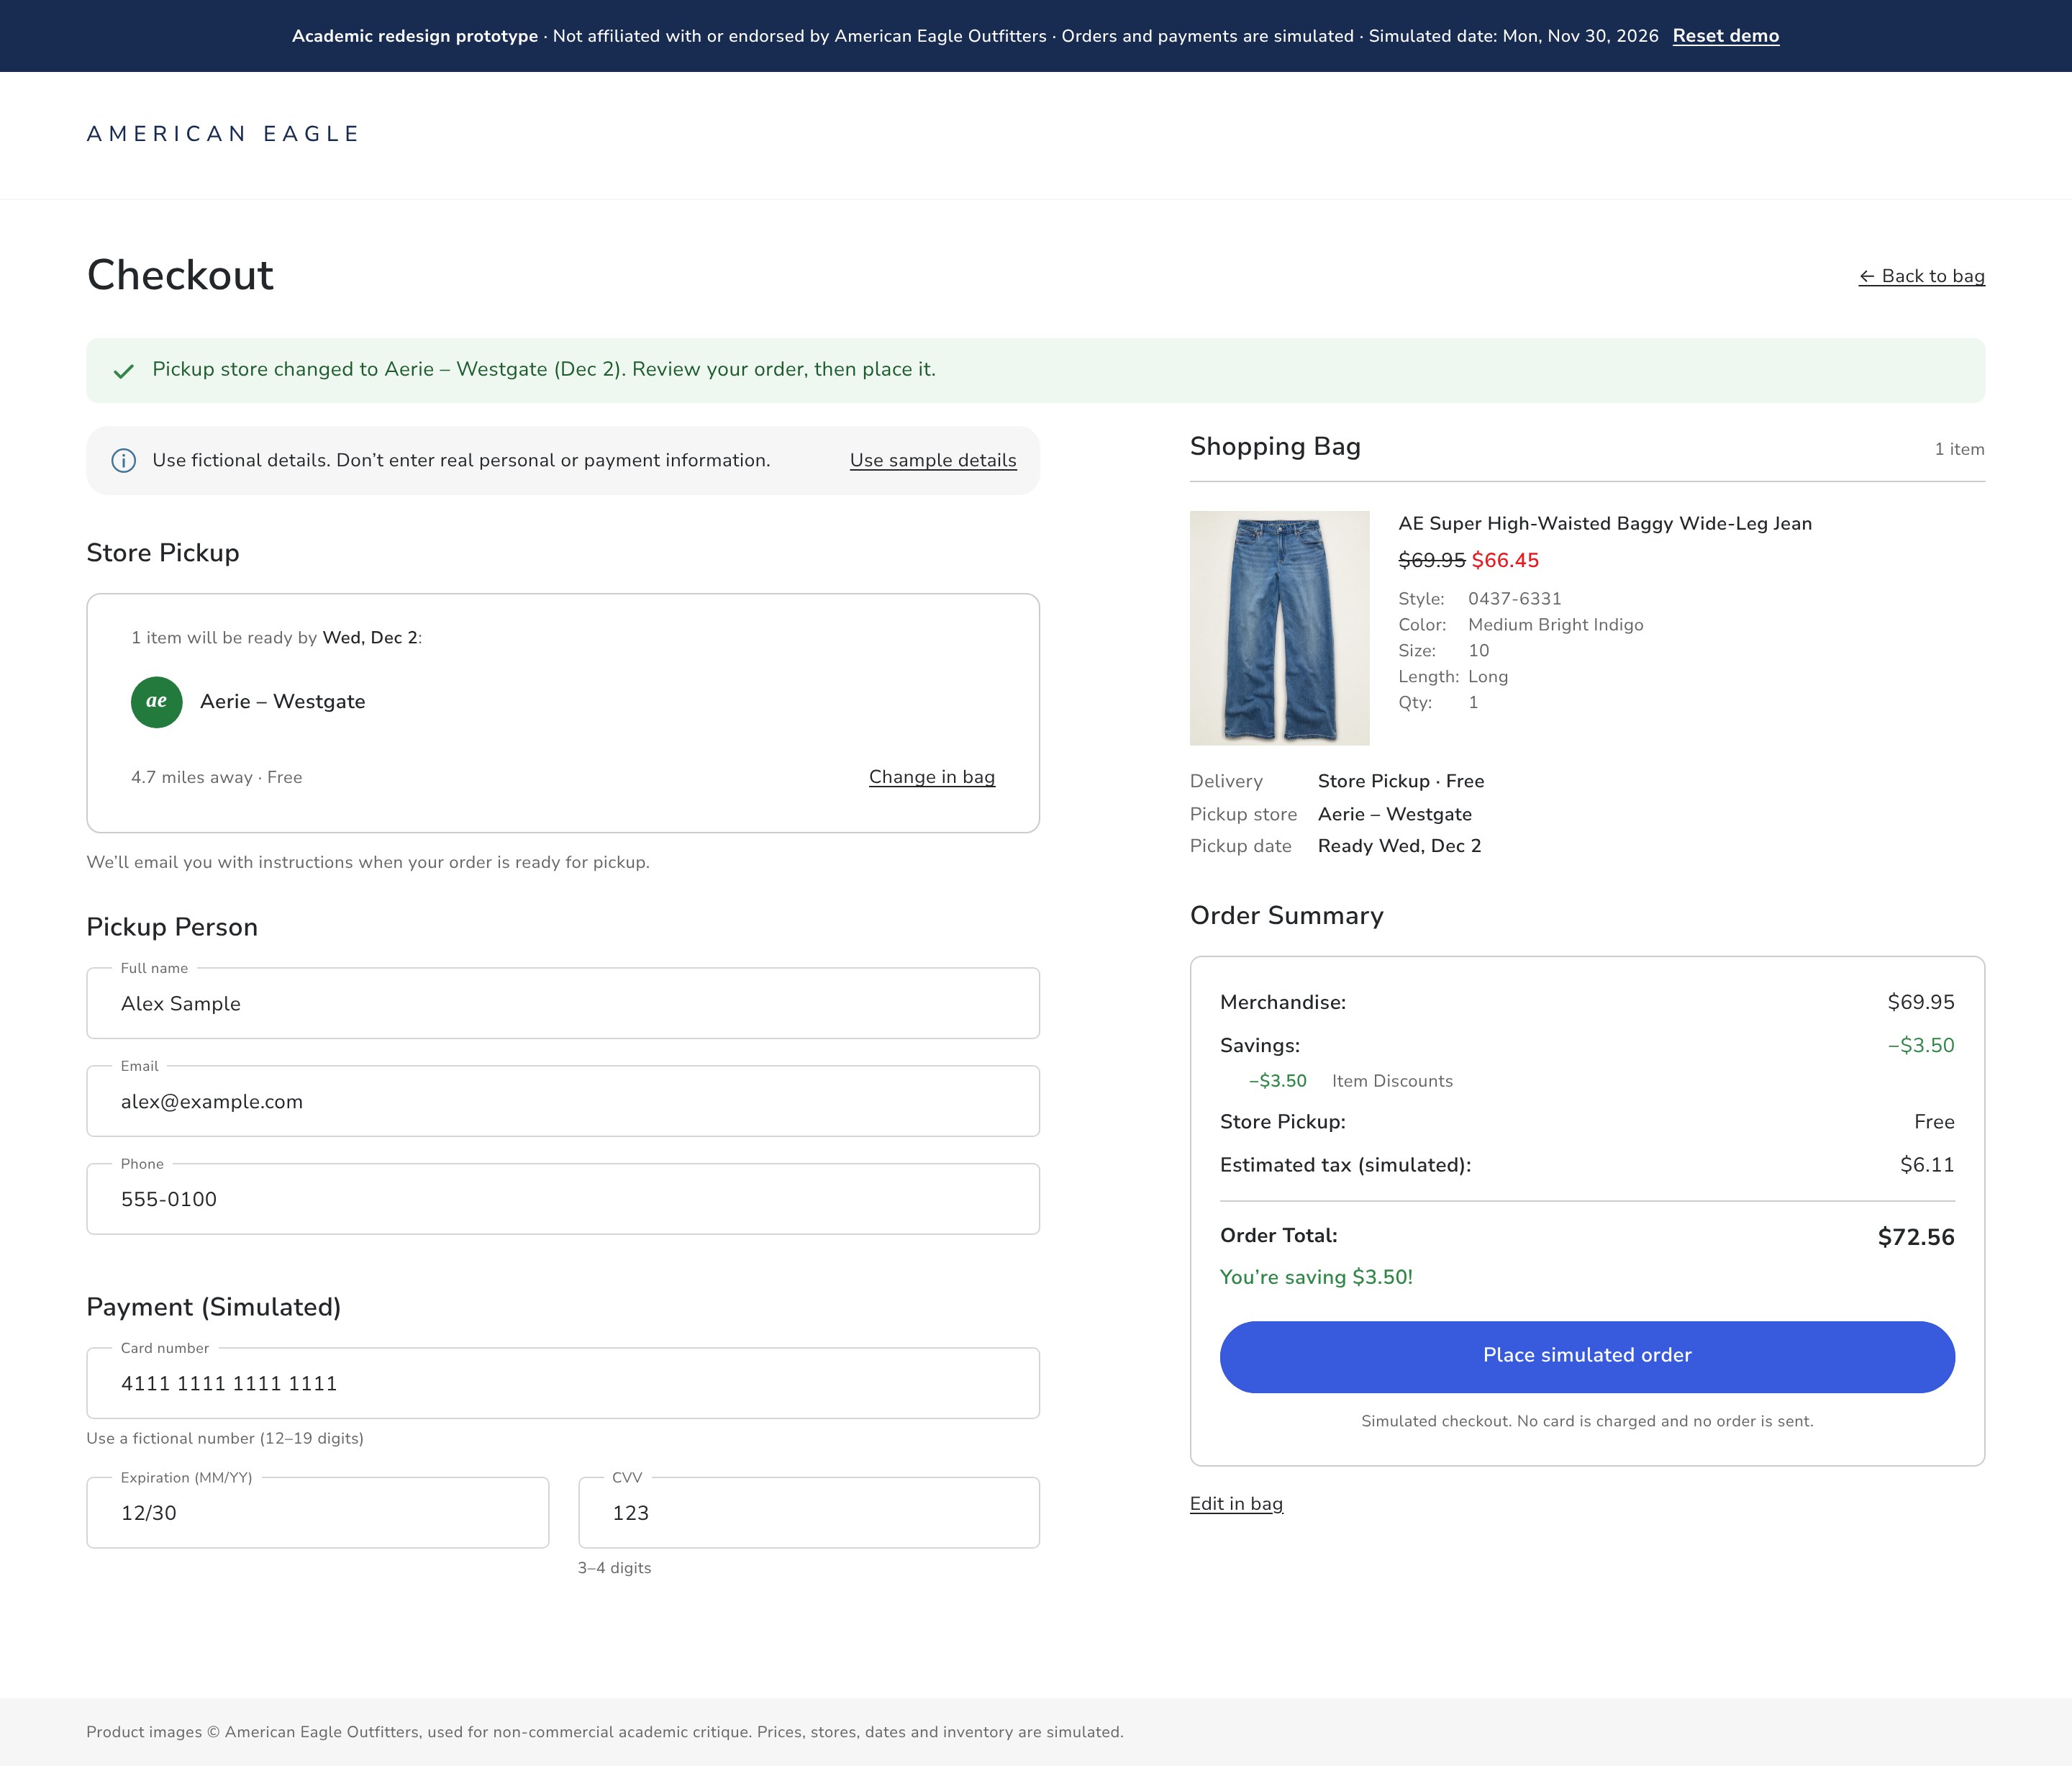 Academic redesign prototype · Not affiliated with or endorsed by American Eagle Outfitters · Orders and payments are simulated · Simulated date: Mon, Nov 30, 2026 Reset demo
AMERICAN EAGLE
Checkout
← Back to bag
Pickup store changed to Aerie – Westgate (Dec 2). Review your order, then place it.
Use fictional details. Don’t enter real personal or payment information. Use sample details
Store Pickup
1 item will be ready by Wed, Dec 2:
ae Aerie – Westgate
4.7 miles away · Free Change in bag
We’ll email you with instructions when your order is ready for pickup.
Pickup Person
Full name
Alex Sample
Email
alex@example.com
Phone
555-0100
Payment (Simulated)
Card number
4111 1111 1111 1111
Use a fictional number (12–19 digits)
Expiration (MM/YY)
12/30
CVV
123
3–4 digits
Shopping Bag 1 item
AE Super High-Waisted Baggy Wide-Leg Jean
$69.95 $66.45
Style: 0437-6331
Color: Medium Bright Indigo
Size: 10
Length: Long
Qty: 1
Delivery Store Pickup · Free
Pickup store Aerie – Westgate
Pickup date Ready Wed, Dec 2
Order Summary
Merchandise: $69.95
Savings: –$3.50
–$3.50 Item Discounts
Store Pickup: Free
Estimated tax (simulated): $6.11
Order Total: $72.56
You’re saving $3.50!
Place simulated order
Simulated checkout. No card is charged and no order is sent.
Edit in bag
Product images © American Eagle Outfitters, used for non-commercial academic critique. Prices, stores, dates and inventory are simulated.